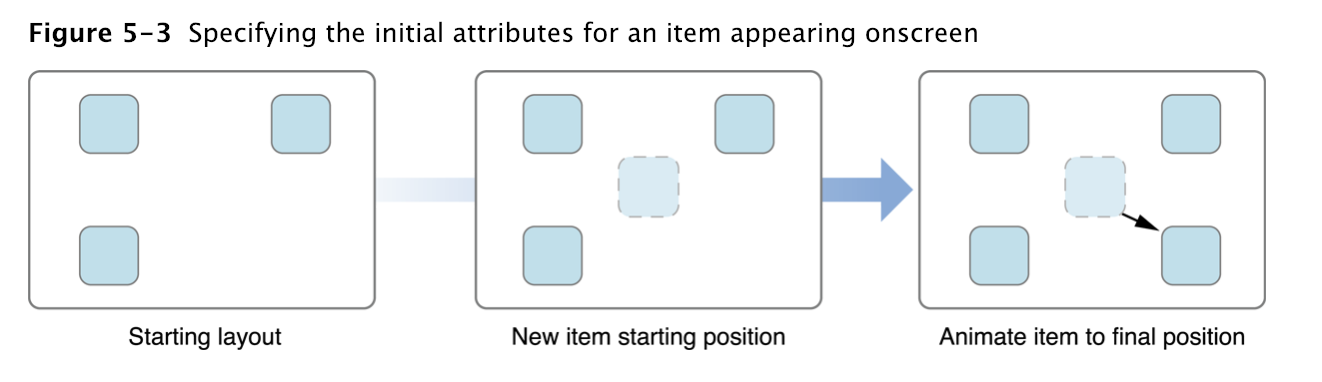 Figure 5-3 Specifying the initial attributes for an item appearing onscreen
Starting layout
New item starting position
Animate item to final position